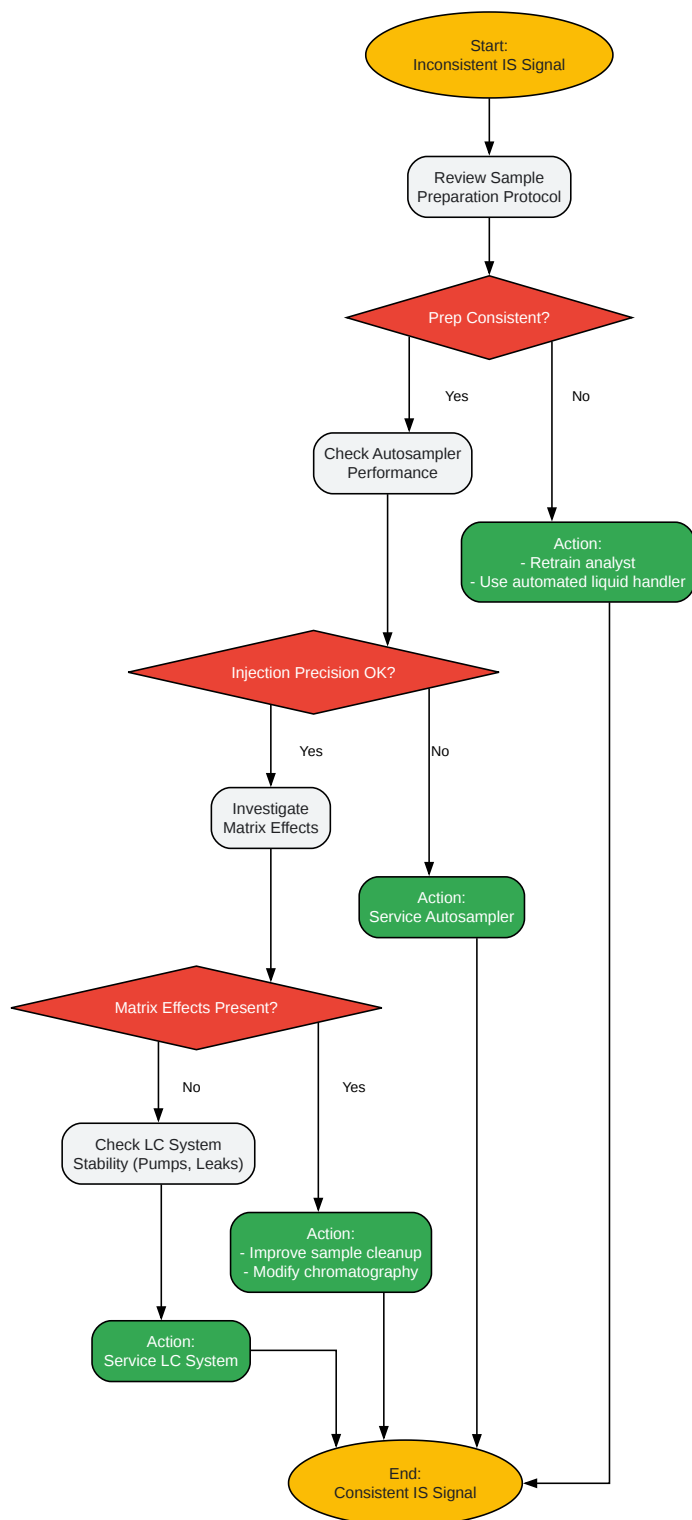 Start:
Inconsistent IS Signal
Review Sample
Preparation Protocol
Prep Consistent?
Yes
No
Check Autosampler
Performance
Action:
- Retrain analyst
- Use automated liquid handler
Injection Precision OK?
Yes
No
Investigate
Matrix Effects
Action:
Service Autosampler
Matrix Effects Present?
No
Yes
Check LC System
Stability (Pumps, Leaks)
Action:
- Improve sample cleanup
- Modify chromatography
Action:
Service LC System
End:
Consistent IS Signal